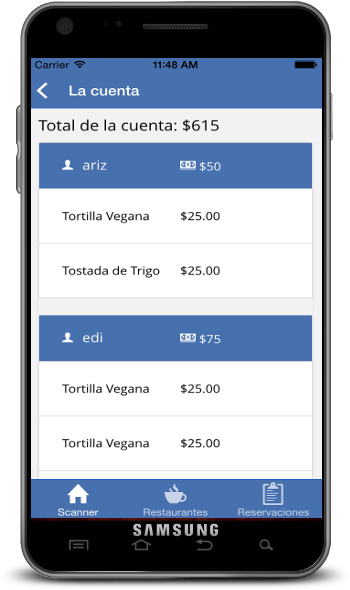 Carrier 11:48 AM
La cuenta
Total de la cuenta: $615
ariz $50
Tortilla Vegana $25.00
Tostada de Trigo $25.00
edi $75
Tortilla Vegana $25.00
Tortilla Vegana $25.00
Scanner Restaurantes Reservaciones
SAMSUNG